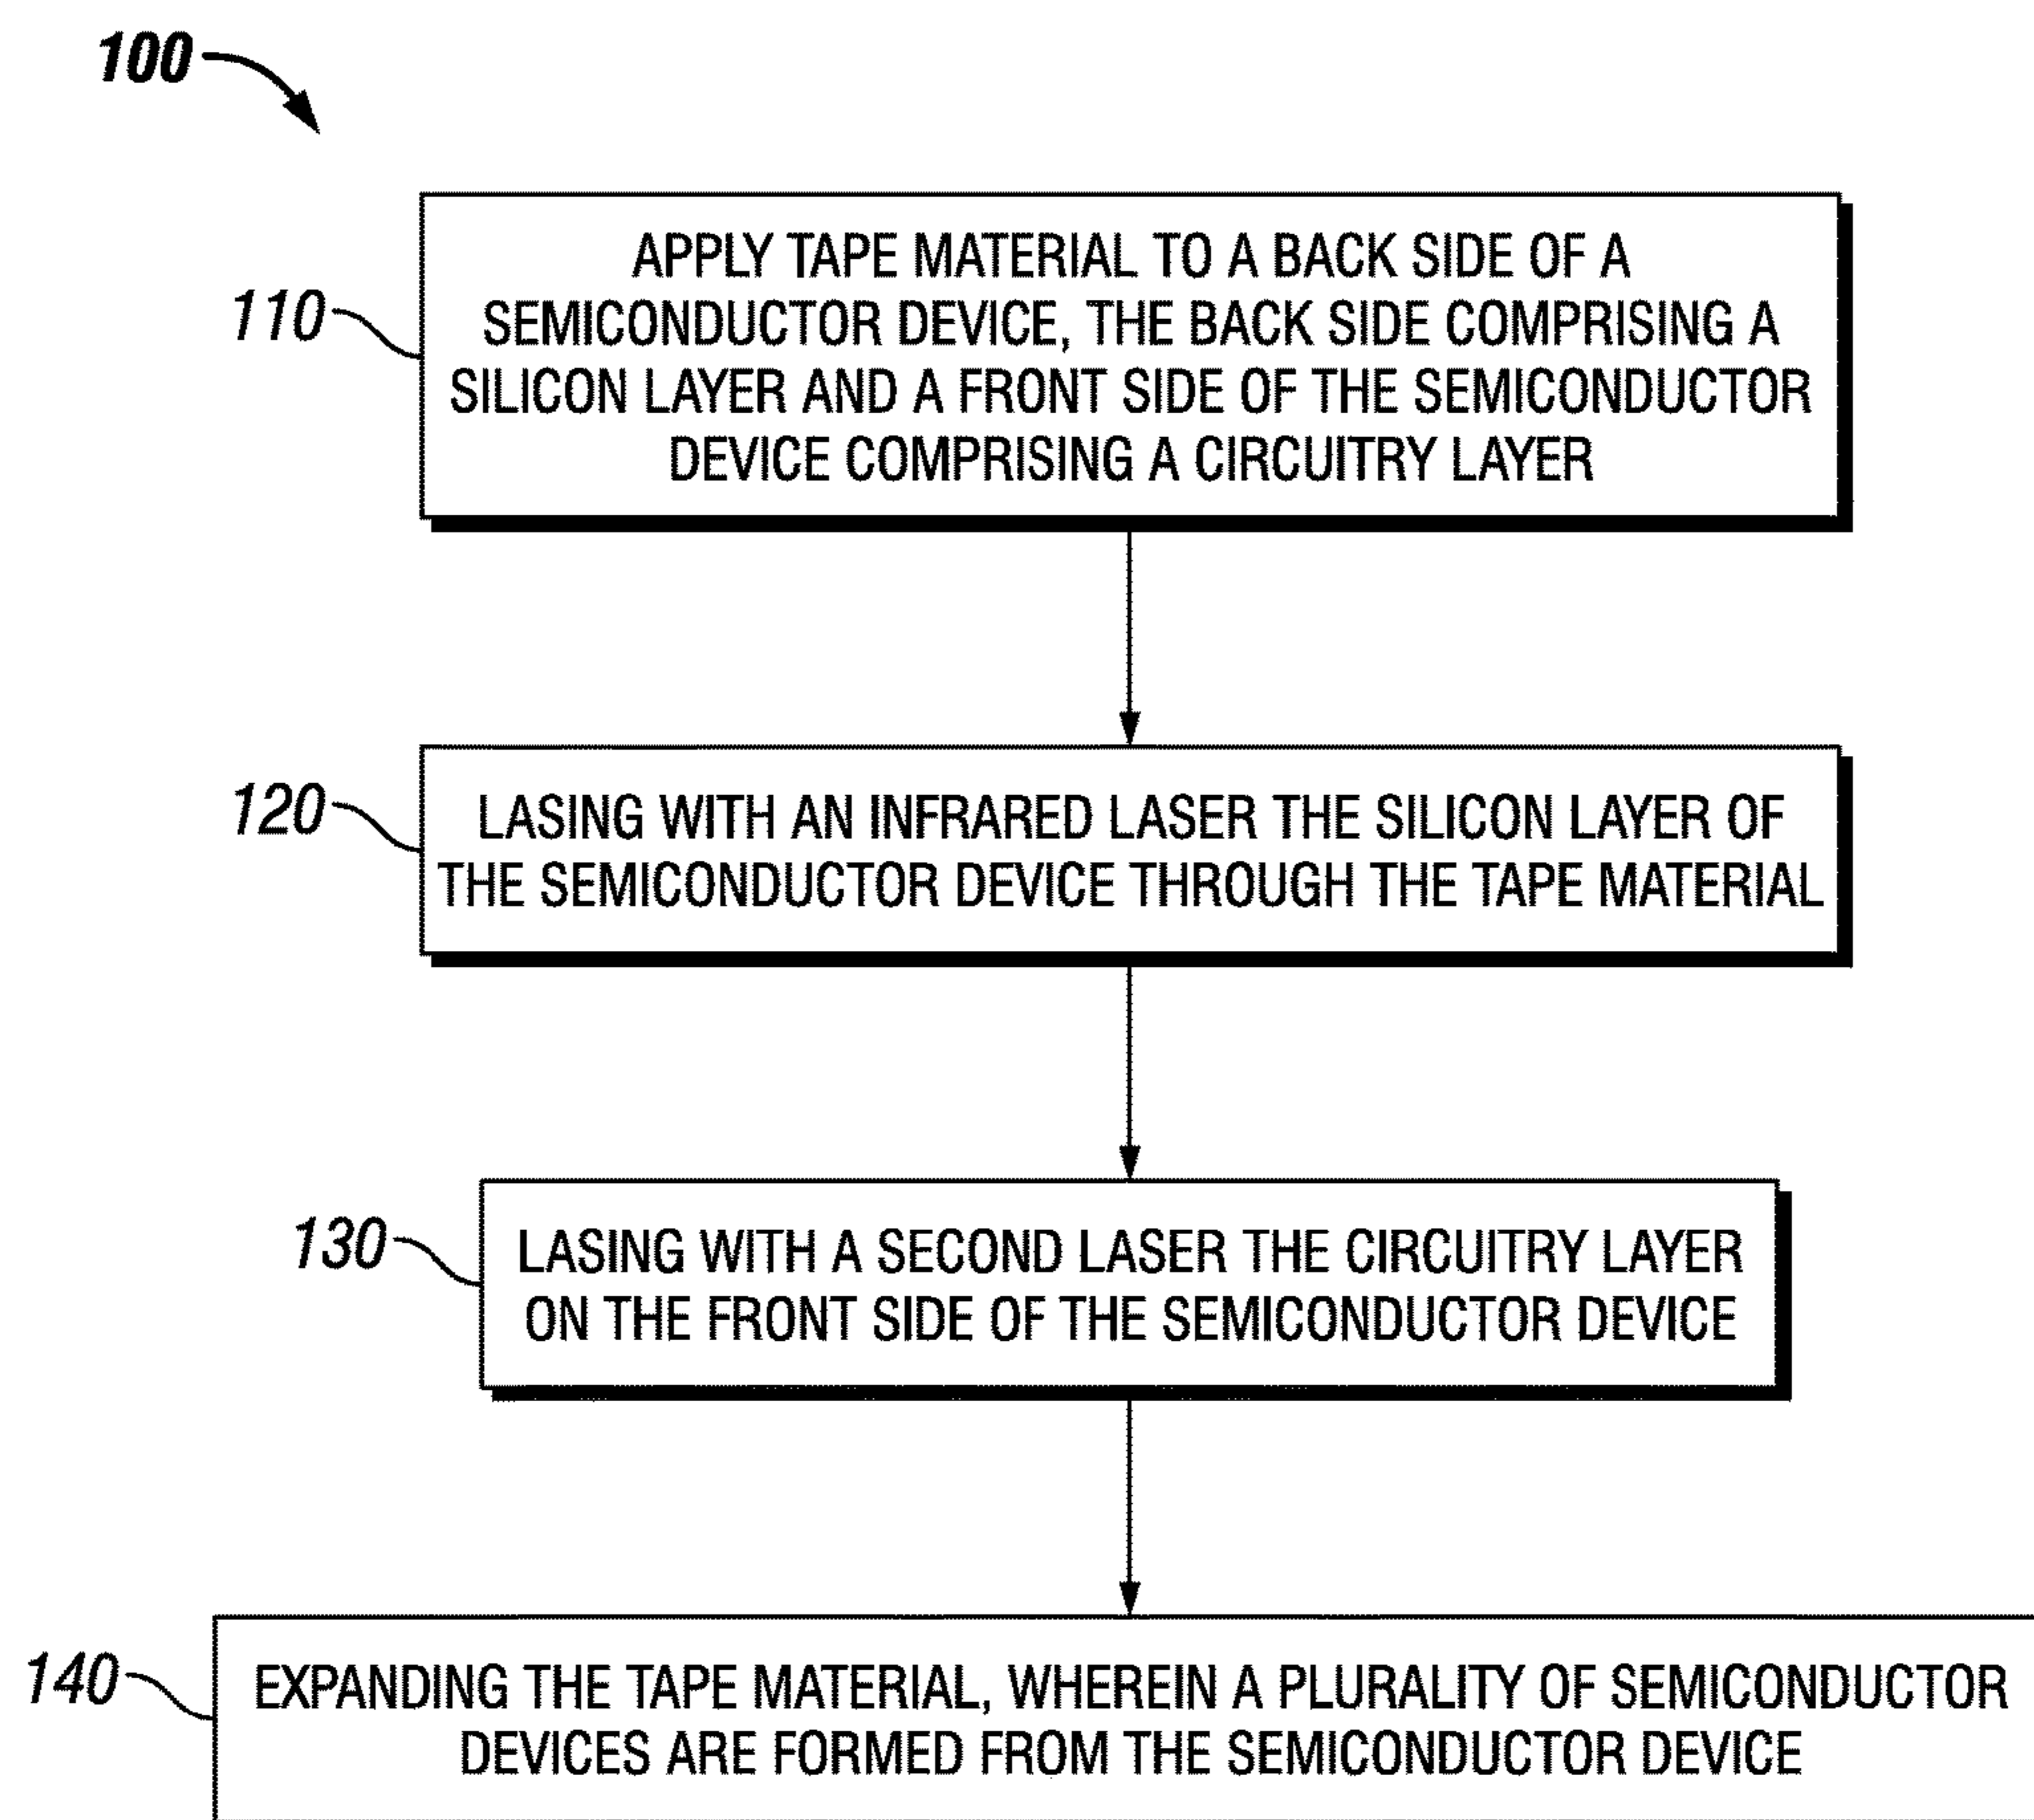 100
110
APPLY TAPE MATERIAL TO A BACK SIDE OF A
SEMICONDUCTOR DEVICE, THE BACK SIDE COMPRISING A
SILICON LAYER AND A FRONT SIDE OF THE SEMICONDUCTOR
DEVICE COMPRISING A CIRCUITRY LAYER
120
LASING WITH AN INFRARED LASER THE SILICON LAYER OF
THE SEMICONDUCTOR DEVICE THROUGH THE TAPE MATERIAL
130
LASING WITH A SECOND LASER THE CIRCUITRY LAYER
ON THE FRONT SIDE OF THE SEMICONDUCTOR DEVICE
140
EXPANDING THE TAPE MATERIAL, WHEREIN A PLURALITY OF SEMICONDUCTOR
DEVICES ARE FORMED FROM THE SEMICONDUCTOR DEVICE